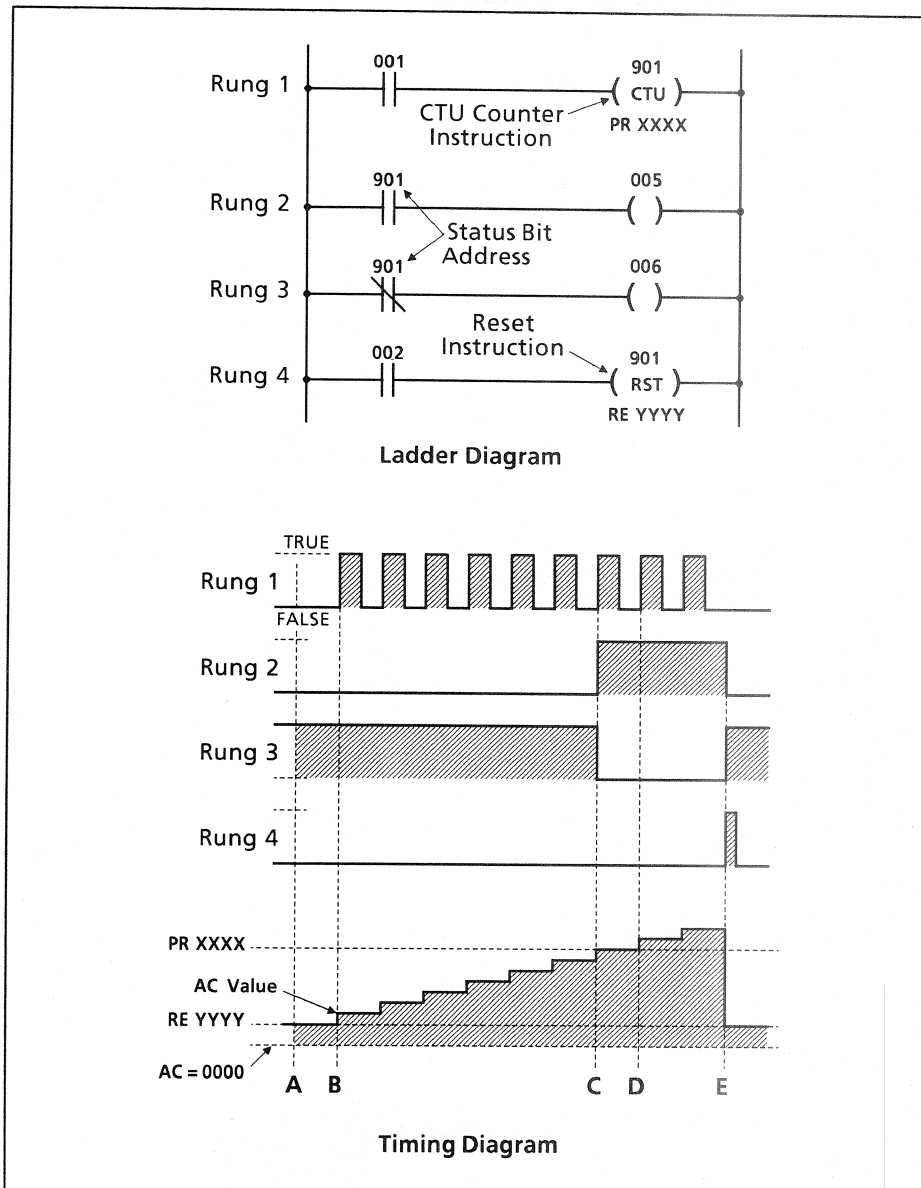 001
901
Rung 1
CTU
CTU Counter
Instruction
PR XXXX
901
005
Rung 2
Status Bit
Address
901
006
Rung 3
Reset
Instruction
002
901
Rung 4
RST
RE YYYY
Ladder Diagram
TRUE
Rung 1
FALSE
Rung 2
Rung 3
Rung 4
PR XXXX
AC Value
RE YYYY
AC = 0000
A B C D E
Timing Diagram